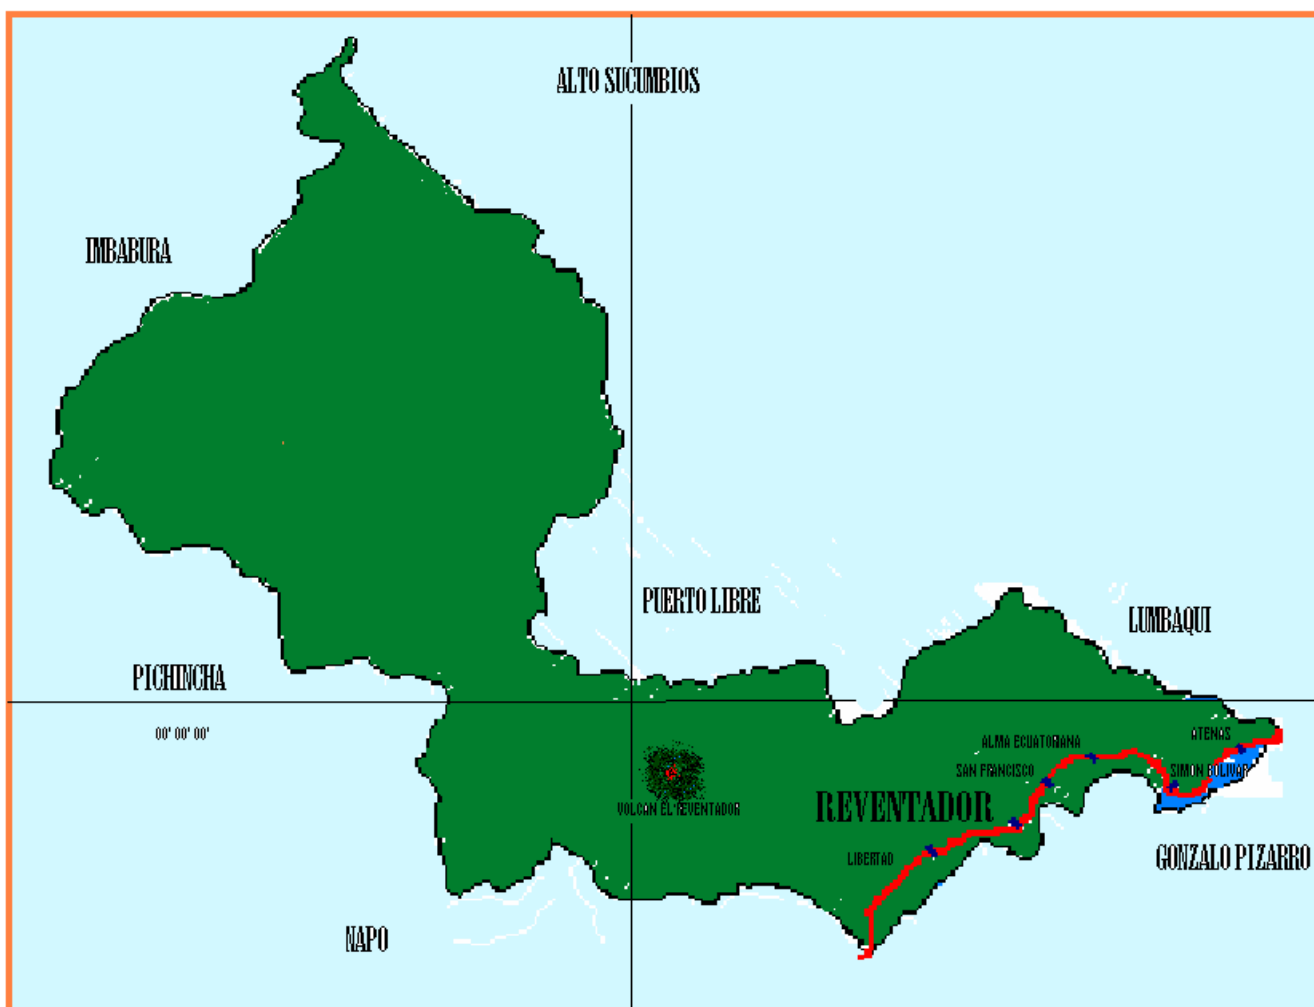 ALTO SUCUMBIOS
IMBABURA
PUERTO LIBRE
LUMBAQUI
PICHINCHA
00' 00' 00'
ATENAS
ALMA ECUATORIANA
SAN FRANCISCO
SIMON BOLIVAR
VOLCAN EL REVENTADOR
REVENTADOR
LIBERTAD
GONZALO PIZARRO
NAPO